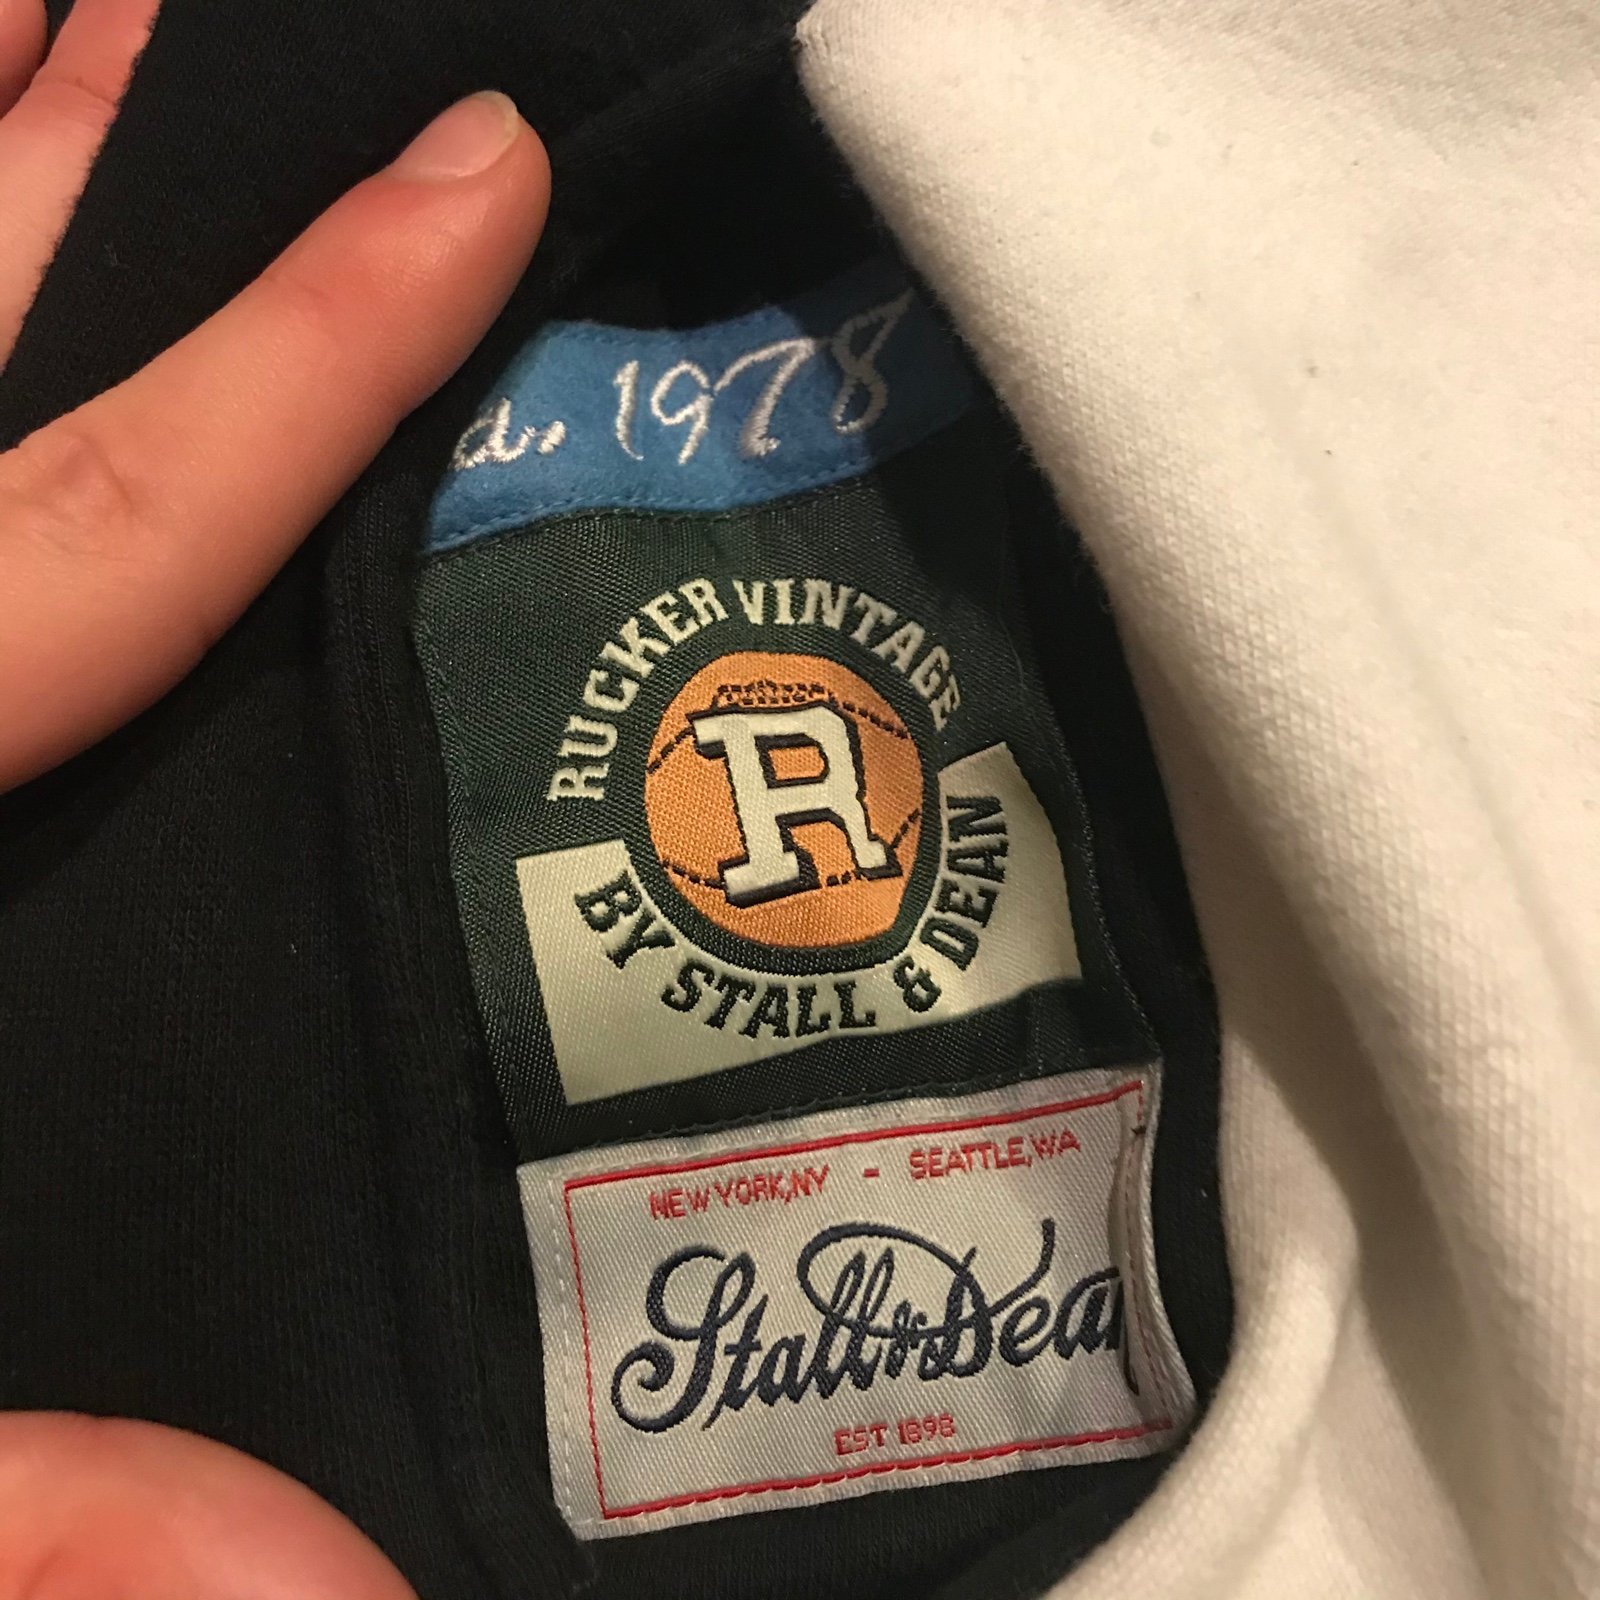 d. 1978
RUCKER VINTAGE
R
BY STALL & DEAN
NEW YORK, NY - SEATTLE, WA
Stall & Dean
EST 1898